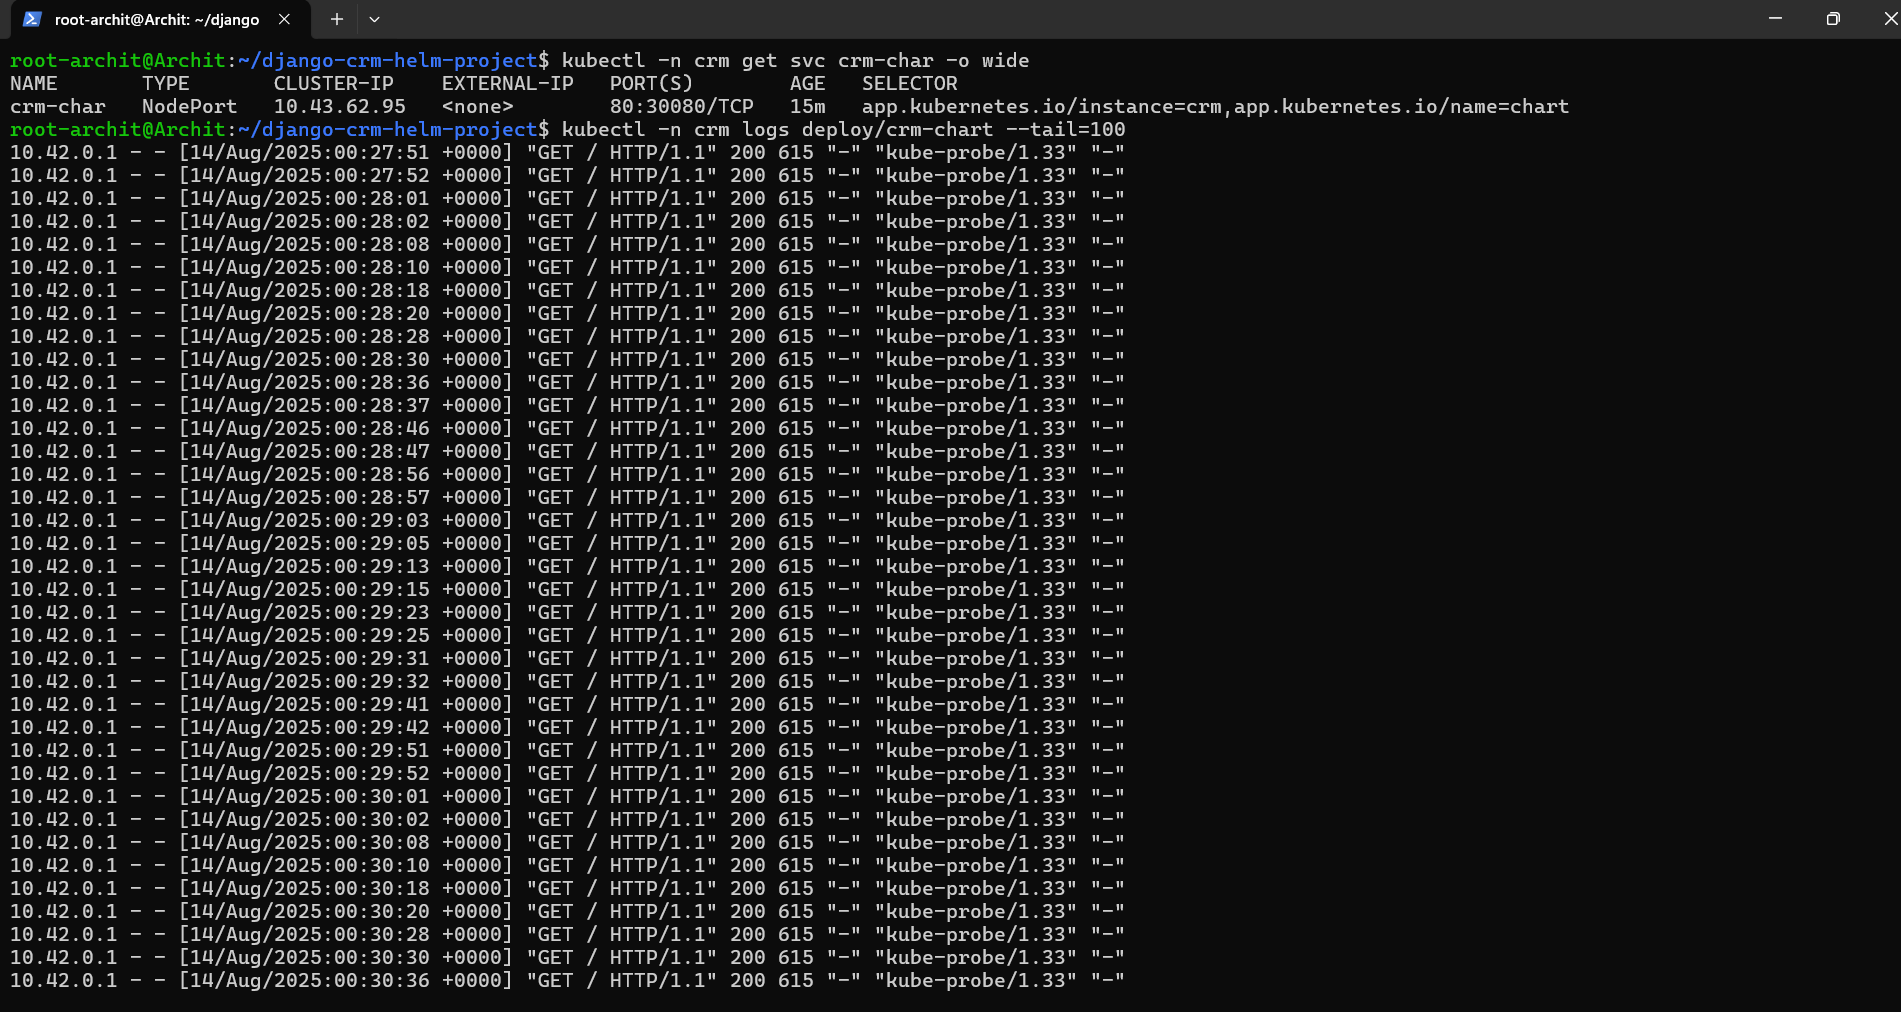 root-archit@Archit: ~/django
root-archit@Archit:~/django-crm-helm-project$ kubectl -n crm get svc crm-char -o wide
NAME TYPE CLUSTER-IP EXTERNAL-IP PORT(S) AGE SELECTOR
crm-char NodePort 10.43.62.95 <none> 80:30080/TCP 15m app.kubernetes.io/instance=crm,app.kubernetes.io/name=chart
root-archit@Archit:~/django-crm-helm-project$ kubectl -n crm logs deploy/crm-chart --tail=100
10.42.0.1 - - [14/Aug/2025:00:27:51 +0000] "GET / HTTP/1.1" 200 615 "-" "kube-probe/1.33" "-"
10.42.0.1 - - [14/Aug/2025:00:27:52 +0000] "GET / HTTP/1.1" 200 615 "-" "kube-probe/1.33" "-"
10.42.0.1 - - [14/Aug/2025:00:28:01 +0000] "GET / HTTP/1.1" 200 615 "-" "kube-probe/1.33" "-"
10.42.0.1 - - [14/Aug/2025:00:28:02 +0000] "GET / HTTP/1.1" 200 615 "-" "kube-probe/1.33" "-"
10.42.0.1 - - [14/Aug/2025:00:28:08 +0000] "GET / HTTP/1.1" 200 615 "-" "kube-probe/1.33" "-"
10.42.0.1 - - [14/Aug/2025:00:28:10 +0000] "GET / HTTP/1.1" 200 615 "-" "kube-probe/1.33" "-"
10.42.0.1 - - [14/Aug/2025:00:28:18 +0000] "GET / HTTP/1.1" 200 615 "-" "kube-probe/1.33" "-"
10.42.0.1 - - [14/Aug/2025:00:28:20 +0000] "GET / HTTP/1.1" 200 615 "-" "kube-probe/1.33" "-"
10.42.0.1 - - [14/Aug/2025:00:28:28 +0000] "GET / HTTP/1.1" 200 615 "-" "kube-probe/1.33" "-"
10.42.0.1 - - [14/Aug/2025:00:28:30 +0000] "GET / HTTP/1.1" 200 615 "-" "kube-probe/1.33" "-"
10.42.0.1 - - [14/Aug/2025:00:28:36 +0000] "GET / HTTP/1.1" 200 615 "-" "kube-probe/1.33" "-"
10.42.0.1 - - [14/Aug/2025:00:28:37 +0000] "GET / HTTP/1.1" 200 615 "-" "kube-probe/1.33" "-"
10.42.0.1 - - [14/Aug/2025:00:28:46 +0000] "GET / HTTP/1.1" 200 615 "-" "kube-probe/1.33" "-"
10.42.0.1 - - [14/Aug/2025:00:28:47 +0000] "GET / HTTP/1.1" 200 615 "-" "kube-probe/1.33" "-"
10.42.0.1 - - [14/Aug/2025:00:28:56 +0000] "GET / HTTP/1.1" 200 615 "-" "kube-probe/1.33" "-"
10.42.0.1 - - [14/Aug/2025:00:28:57 +0000] "GET / HTTP/1.1" 200 615 "-" "kube-probe/1.33" "-"
10.42.0.1 - - [14/Aug/2025:00:29:03 +0000] "GET / HTTP/1.1" 200 615 "-" "kube-probe/1.33" "-"
10.42.0.1 - - [14/Aug/2025:00:29:05 +0000] "GET / HTTP/1.1" 200 615 "-" "kube-probe/1.33" "-"
10.42.0.1 - - [14/Aug/2025:00:29:13 +0000] "GET / HTTP/1.1" 200 615 "-" "kube-probe/1.33" "-"
10.42.0.1 - - [14/Aug/2025:00:29:15 +0000] "GET / HTTP/1.1" 200 615 "-" "kube-probe/1.33" "-"
10.42.0.1 - - [14/Aug/2025:00:29:23 +0000] "GET / HTTP/1.1" 200 615 "-" "kube-probe/1.33" "-"
10.42.0.1 - - [14/Aug/2025:00:29:25 +0000] "GET / HTTP/1.1" 200 615 "-" "kube-probe/1.33" "-"
10.42.0.1 - - [14/Aug/2025:00:29:31 +0000] "GET / HTTP/1.1" 200 615 "-" "kube-probe/1.33" "-"
10.42.0.1 - - [14/Aug/2025:00:29:32 +0000] "GET / HTTP/1.1" 200 615 "-" "kube-probe/1.33" "-"
10.42.0.1 - - [14/Aug/2025:00:29:41 +0000] "GET / HTTP/1.1" 200 615 "-" "kube-probe/1.33" "-"
10.42.0.1 - - [14/Aug/2025:00:29:42 +0000] "GET / HTTP/1.1" 200 615 "-" "kube-probe/1.33" "-"
10.42.0.1 - - [14/Aug/2025:00:29:51 +0000] "GET / HTTP/1.1" 200 615 "-" "kube-probe/1.33" "-"
10.42.0.1 - - [14/Aug/2025:00:29:52 +0000] "GET / HTTP/1.1" 200 615 "-" "kube-probe/1.33" "-"
10.42.0.1 - - [14/Aug/2025:00:30:01 +0000] "GET / HTTP/1.1" 200 615 "-" "kube-probe/1.33" "-"
10.42.0.1 - - [14/Aug/2025:00:30:02 +0000] "GET / HTTP/1.1" 200 615 "-" "kube-probe/1.33" "-"
10.42.0.1 - - [14/Aug/2025:00:30:08 +0000] "GET / HTTP/1.1" 200 615 "-" "kube-probe/1.33" "-"
10.42.0.1 - - [14/Aug/2025:00:30:10 +0000] "GET / HTTP/1.1" 200 615 "-" "kube-probe/1.33" "-"
10.42.0.1 - - [14/Aug/2025:00:30:18 +0000] "GET / HTTP/1.1" 200 615 "-" "kube-probe/1.33" "-"
10.42.0.1 - - [14/Aug/2025:00:30:20 +0000] "GET / HTTP/1.1" 200 615 "-" "kube-probe/1.33" "-"
10.42.0.1 - - [14/Aug/2025:00:30:28 +0000] "GET / HTTP/1.1" 200 615 "-" "kube-probe/1.33" "-"
10.42.0.1 - - [14/Aug/2025:00:30:30 +0000] "GET / HTTP/1.1" 200 615 "-" "kube-probe/1.33" "-"
10.42.0.1 - - [14/Aug/2025:00:30:36 +0000] "GET / HTTP/1.1" 200 615 "-" "kube-probe/1.33" "-"